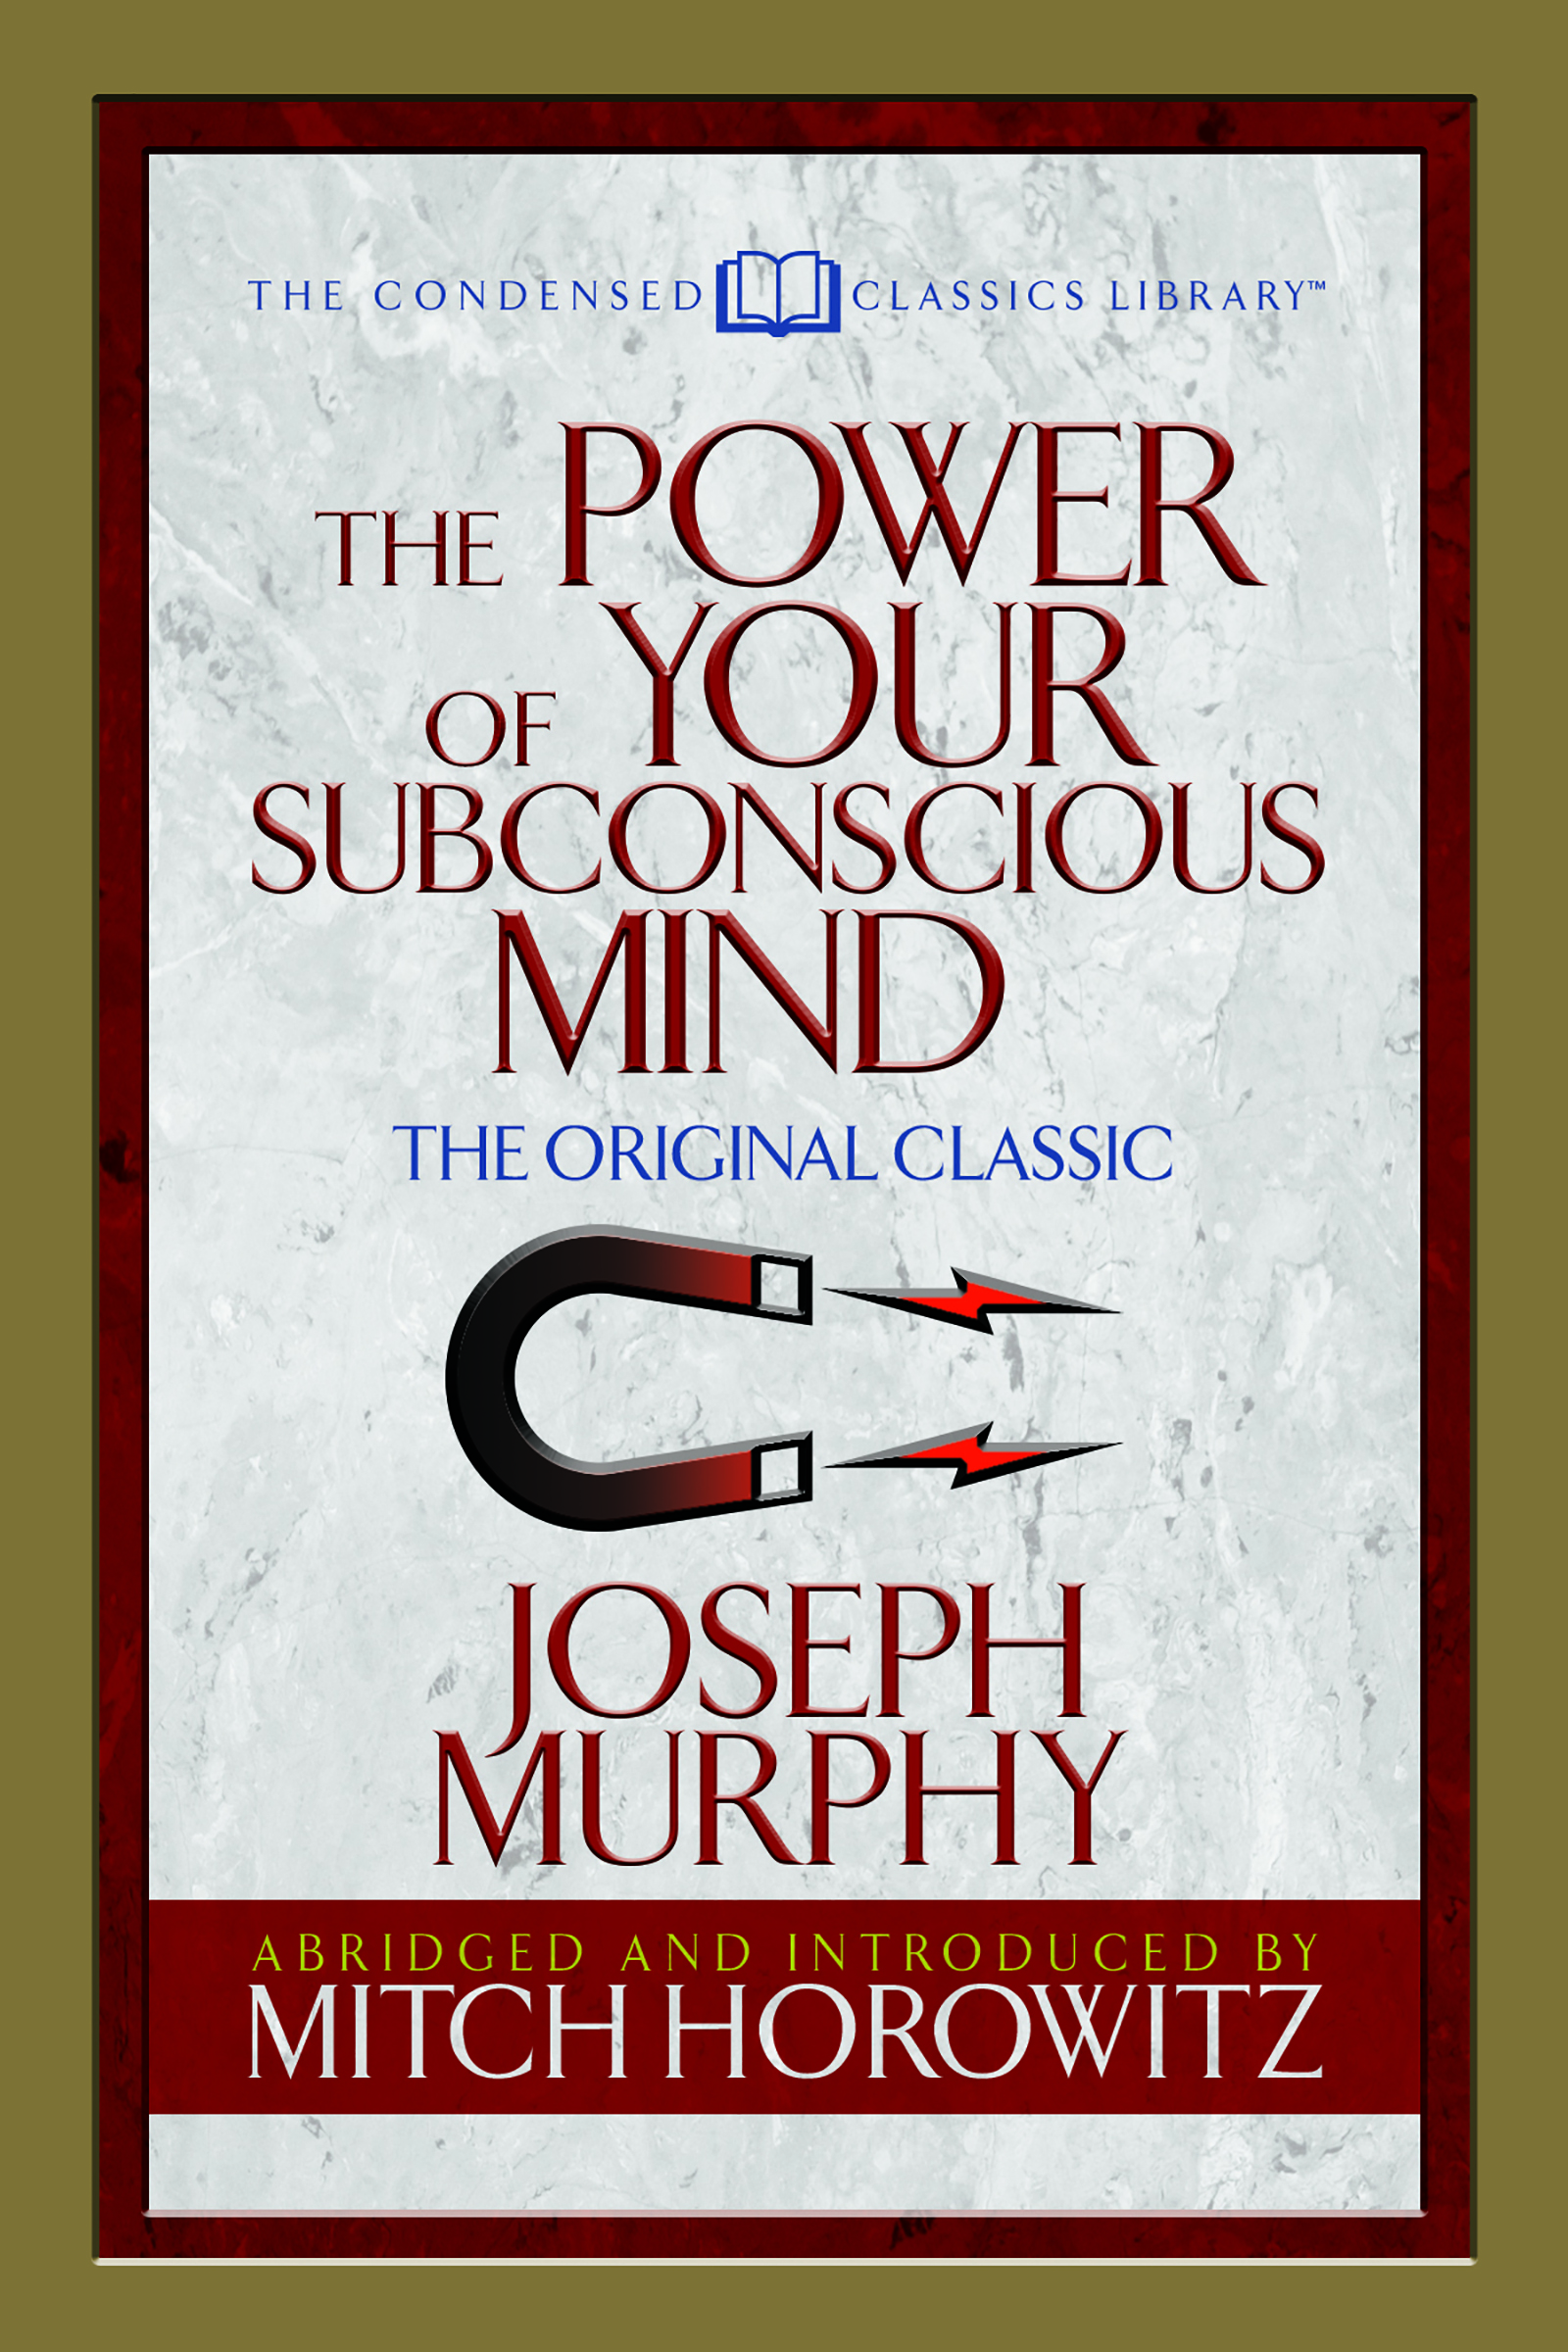 THE CONDENSED CLASSICS LIBRARY™
THE POWER
OF YOUR
SUBCONSCIOUS
MIND
THE ORIGINAL CLASSIC
JOSEPH
MURPHY
ABRIDGED AND INTRODUCED BY
MITCH HOROWITZ